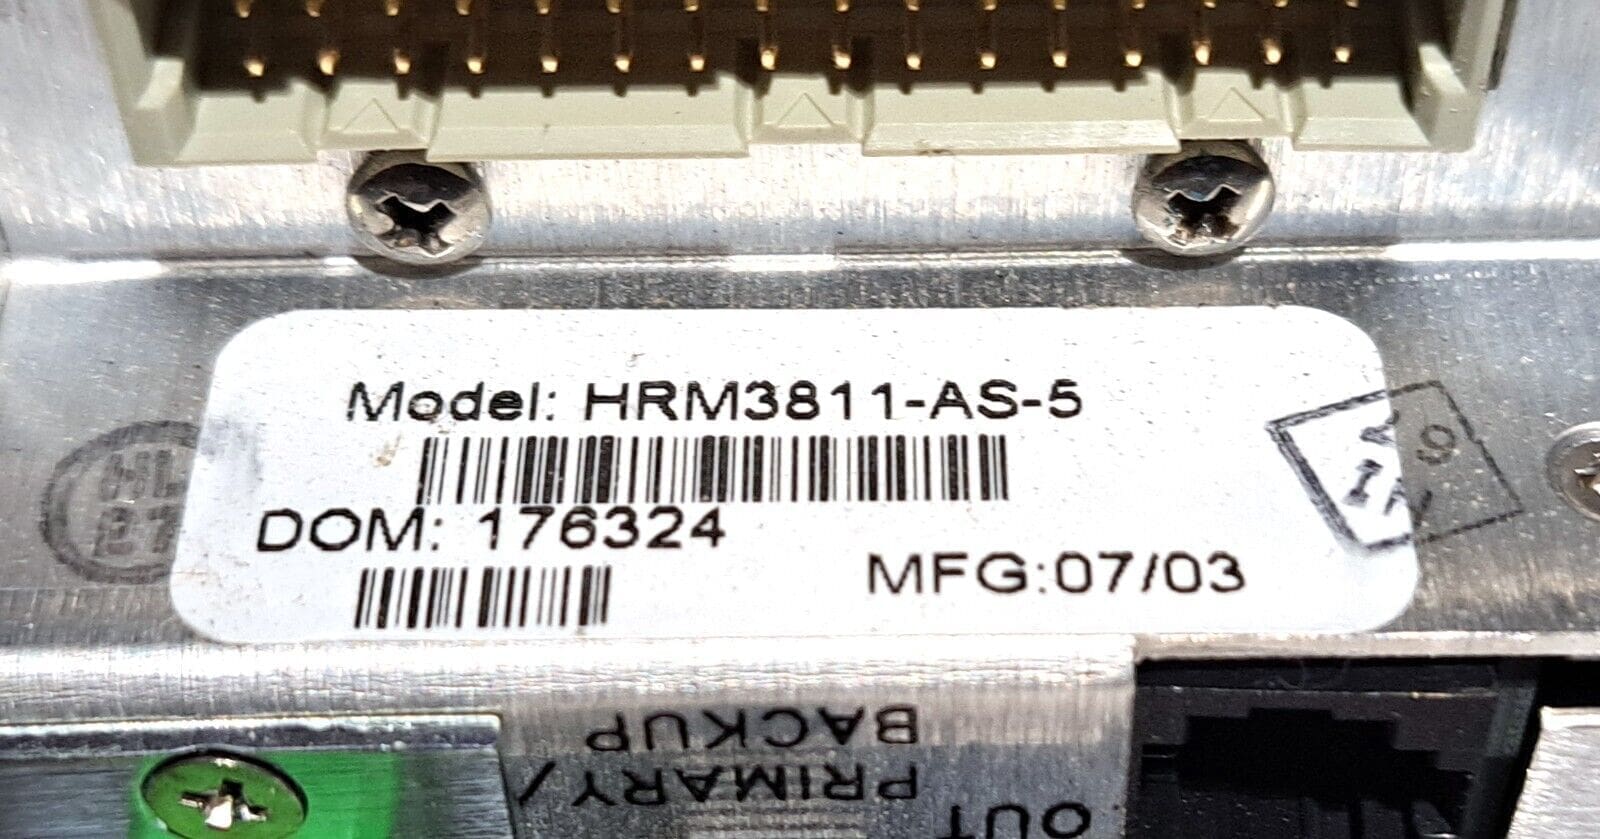 Model: HRM3811-AS-5
DOM: 176324
MFG:07/03
PRIMARY/
BACKUP
OUT